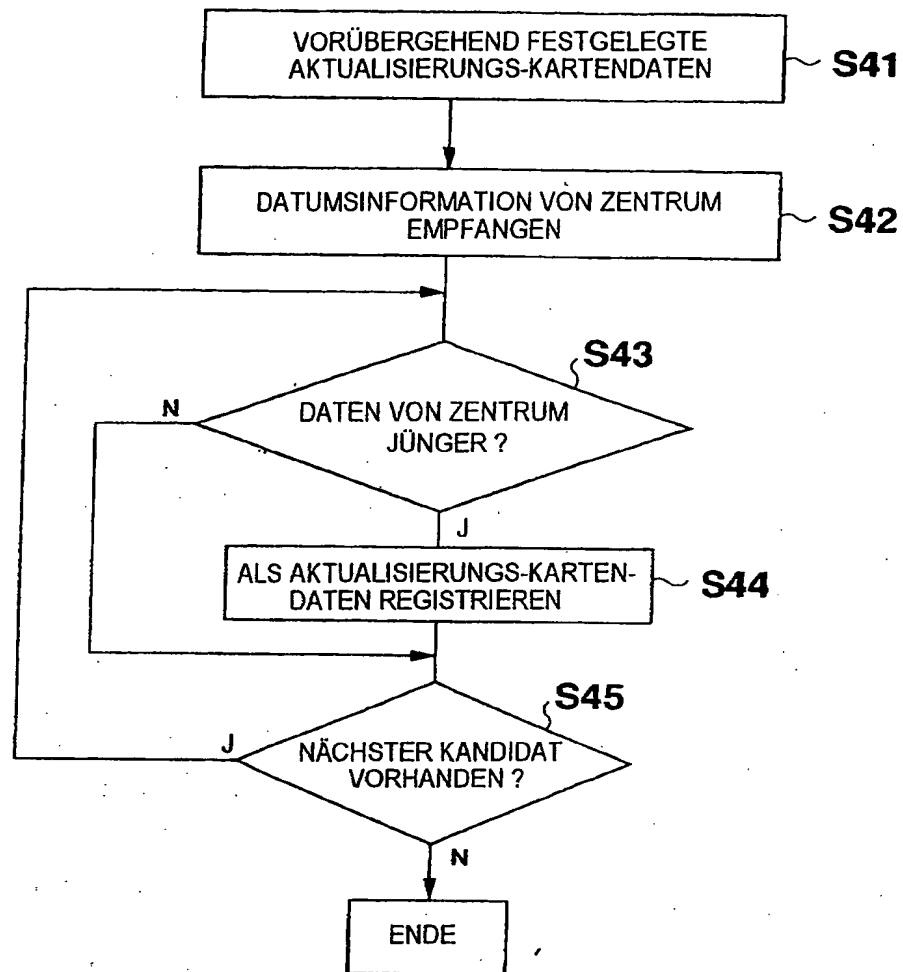 VORÜBERGEHEND FESTGELEGTE
AKTUALISIERUNGS-KARTENDATEN
S41
DATUMSINFORMATION VON ZENTRUM
EMPFANGEN
S42
S43
N
DATEN VON ZENTRUM
JÜNGER ?
J
ALS AKTUALISIERUNGS-KARTEN-
DATEN REGISTRIEREN
S44
S45
J
NÄCHSTER KANDIDAT
VORHANDEN ?
N
ENDE